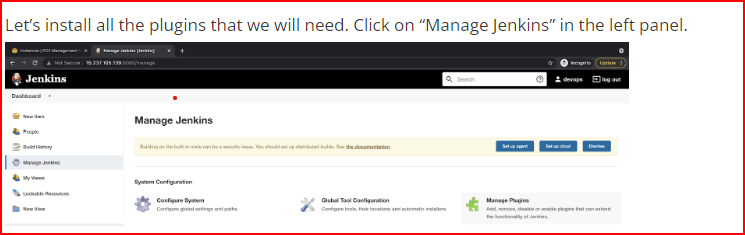 Let's install all the plugins that we will need. Click on “Manage Jenkins” in the left panel.
Instances | EC2 Management Manage Jenkins [Jenkins]
Not Secure 15.237.105.139:8080/manage Incognito Update
Jenkins Search devops log out
Dashboard
New Item
People
Build History
Manage Jenkins
My Views
Lockable Resources
New View
Manage Jenkins
Building on the built-in node can be a security issue. You should set up distributed builds. See the documentation. Set up agent Set up cloud Dismiss
System Configuration
Configure System
Configure global settings and paths.
Global Tool Configuration
Configure tools, their locations and automatic installers.
Manage Plugins
Add, remove, disable or enable plugins that can extend
the functionality of Jenkins.